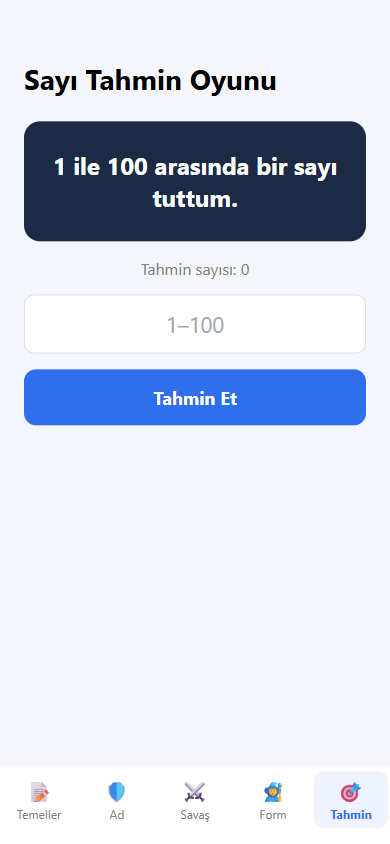 Sayı Tahmin Oyunu
1 ile 100 arasında bir sayı
tuttum.
Tahmin sayısı: 0
1–100
Tahmin Et
Temeller
Ad
Savaş
Form
Tahmin